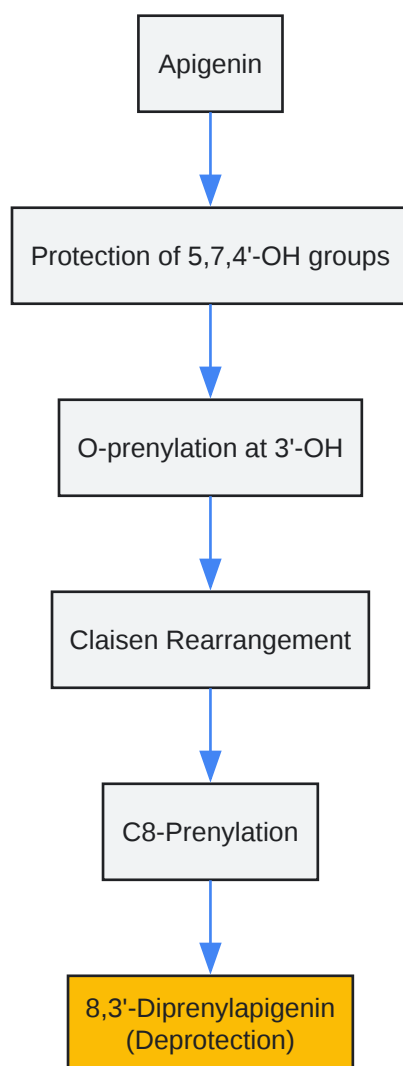 Apigenin
Protection of 5,7,4'-OH groups
O-prenylation at 3'-OH
Claisen Rearrangement
C8-Prenylation
8,3'-Diprenylapigenin
(Deprotection)